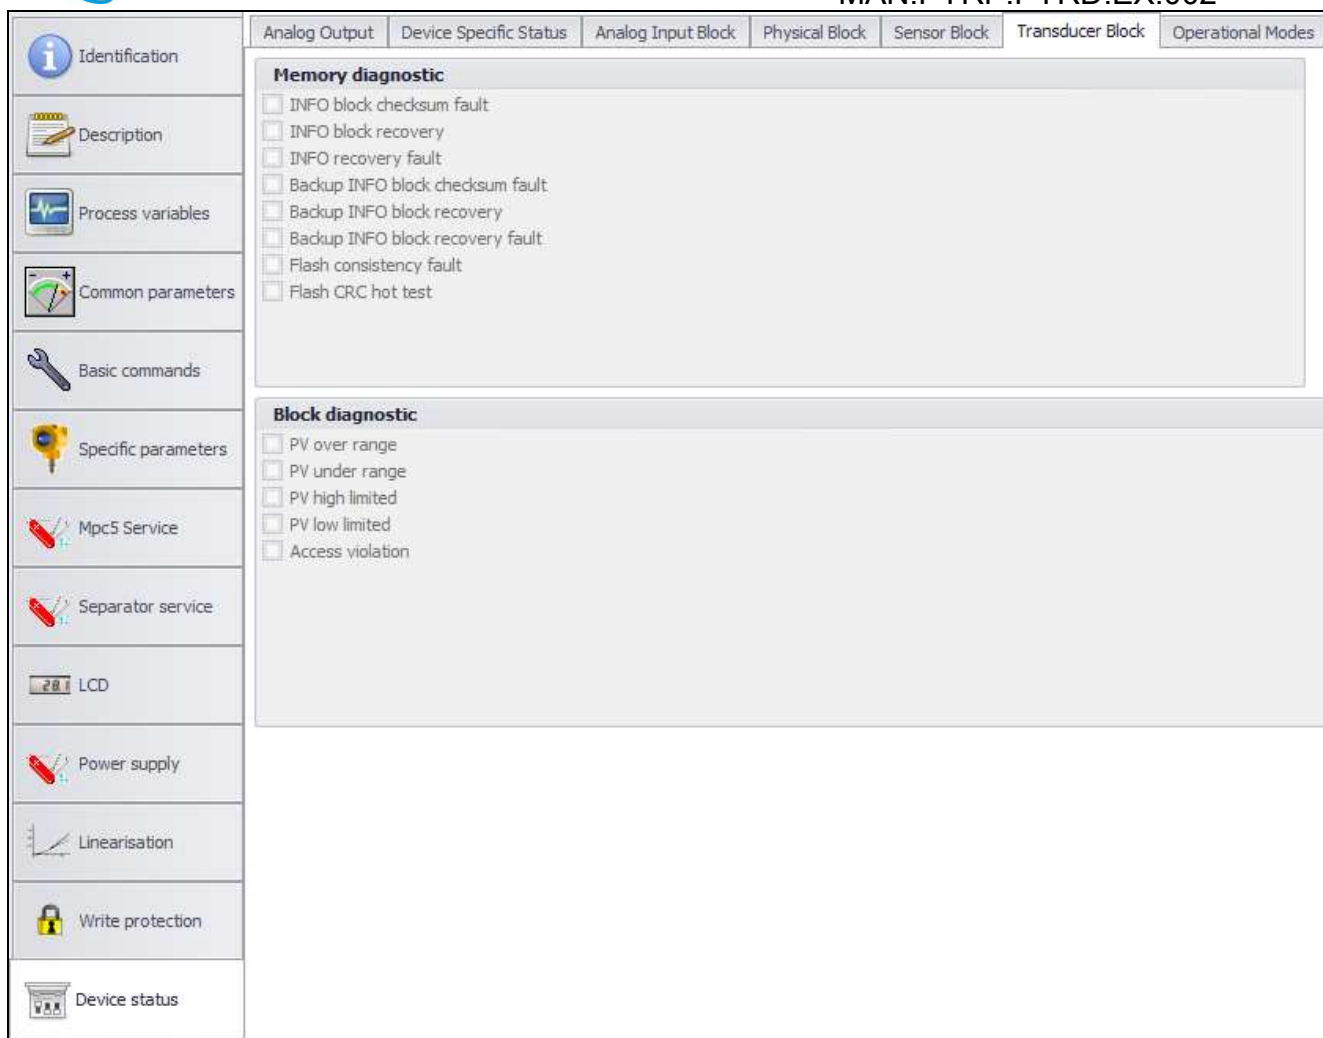 Identification
Description
Process variables
Common parameters
Basic commands
Specific parameters
Mpc5 Service
Separator service
28.1 LCD
Power supply
Linearisation
Write protection
Device status
Analog Output Device Specific Status Analog Input Block Physical Block Sensor Block Transducer Block Operational Modes
Memory diagnostic
INFO block checksum fault
INFO block recovery
INFO recovery fault
Backup INFO block checksum fault
Backup INFO block recovery
Backup INFO block recovery fault
Flash consistency fault
Flash CRC hot test
Block diagnostic
PV over range
PV under range
PV high limited
PV low limited
Access violation